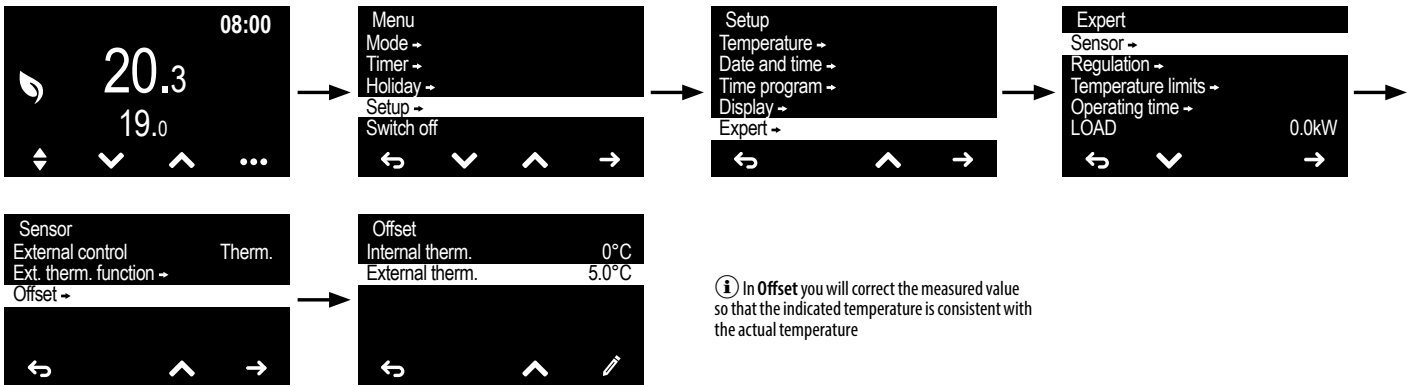 08:00
20.3
19.0
Menu
Mode →
Timer →
Holiday →
Setup →
Switch off
Setup
Temperature →
Date and time →
Time program →
Display →
Expert →
Expert
Sensor →
Regulation →
Temperature limits →
Operating time →
LOAD 0.0kW
Sensor
External control Therm.
Ext. therm. function →
Offset →
Offset
Internal therm. 0°C
External therm. 5.0°C
i In Offset you will correct the measured value
so that the indicated temperature is consistent with
the actual temperature